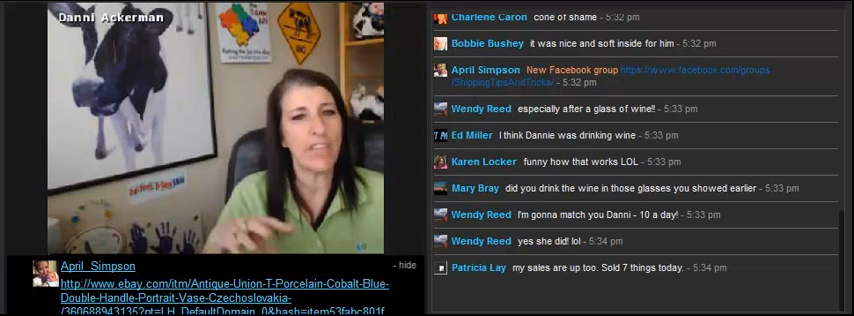 Danni Ackerman
April_Simpson
- hide
http://www.ebay.com/itm/Antique-Union-T-Porcelain-Cobalt-Blue-
Double-Handle-Portrait-Vase-Czechoslovakia-
/360688943135?pt=LH_DefaultDomain_0&hash=item53fabc801f
Charlene Caron cone of shame - 5:32 pm
Bobbie Bushey it was nice and soft inside for him - 5:32 pm
April Simpson New Facebook group https://www.facebook.com/groups
/ShippingTipsAndTricks/ - 5:32 pm
Wendy Reed especially after a glass of wine!! - 5:33 pm
Ed Miller I think Dannie was drinking wine - 5:33 pm
Karen Locker funny how that works LOL - 5:33 pm
Mary Bray did you drink the wine in those glasses you showed earlier - 5:33 pm
Wendy Reed I'm gonna match you Danni - 10 a day! - 5:33 pm
Wendy Reed yes she did! lol - 5:34 pm
Patricia Lay my sales are up too. Sold 7 things today. - 5:34 pm